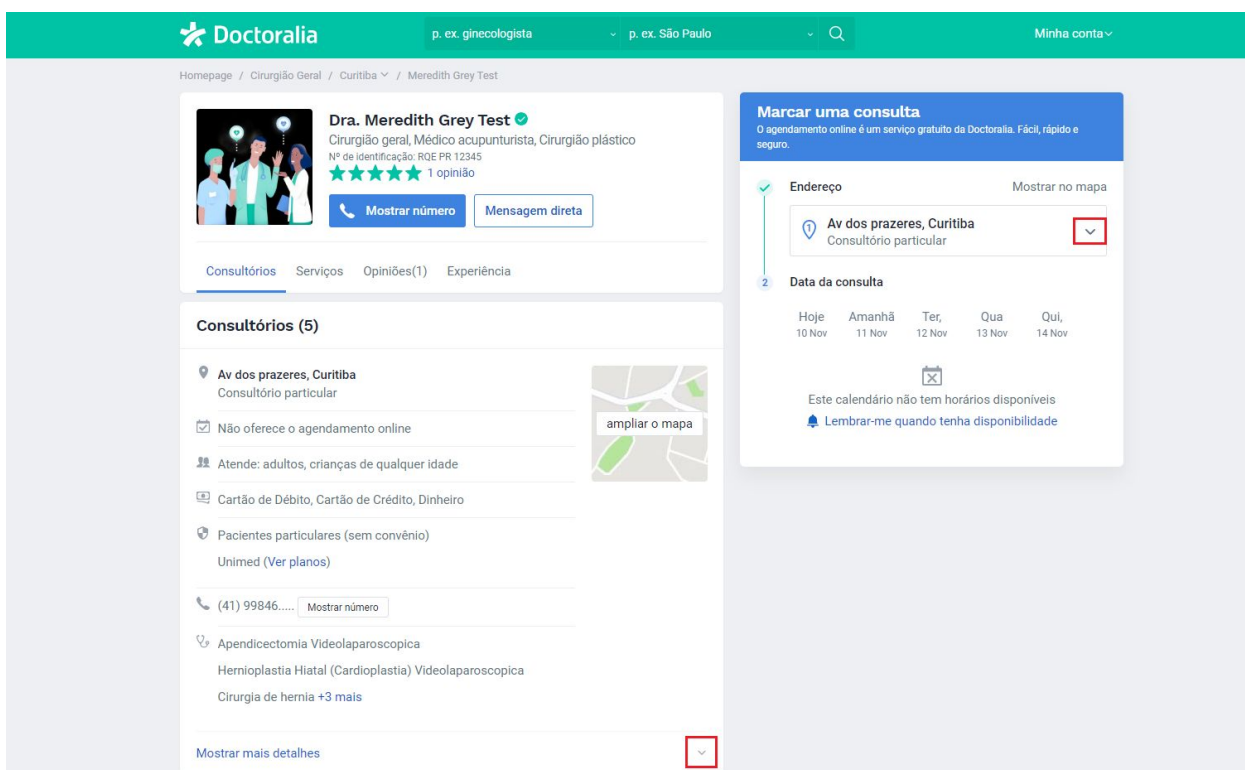 Doctoralia
p. ex. ginecologista
p. ex. São Paulo
Minha conta
Homepage / Cirurgião Geral / Curitiba / Meredith Grey Test
Dra. Meredith Grey Test
Cirurgião geral, Médico acupunturista, Cirurgião plástico
Nº de identificação: RQE PR 12345
1 opinião
Mostrar número
Mensagem direta
Consultórios Serviços Opiniões(1) Experiência
Consultórios (5)
Av dos prazeres, Curitiba
Consultório particular
Não oferece o agendamento online
Atende: adultos, crianças de qualquer idade
Cartão de Débito, Cartão de Crédito, Dinheiro
Pacientes particulares (sem convênio)
Unimed (Ver planos)
(41) 99846..... Mostrar número
Apendicectomia Videolaparoscopica
Hernioplastia Hiatal (Cardioplastia) Videolaparoscopica
Cirurgia de hernia +3 mais
ampliar o mapa
Mostrar mais detalhes
Marcar uma consulta
O agendamento online é um serviço gratuito da Doctoralia. Fácil, rápido e
seguro.
Endereço
Mostrar no mapa
1
Av dos prazeres, Curitiba
Consultório particular
2 Data da consulta
Hoje Amanhã Ter, Qua Qui,
10 Nov 11 Nov 12 Nov 13 Nov 14 Nov
Este calendário não tem horários disponíveis
Lembrar-me quando tenha disponibilidade